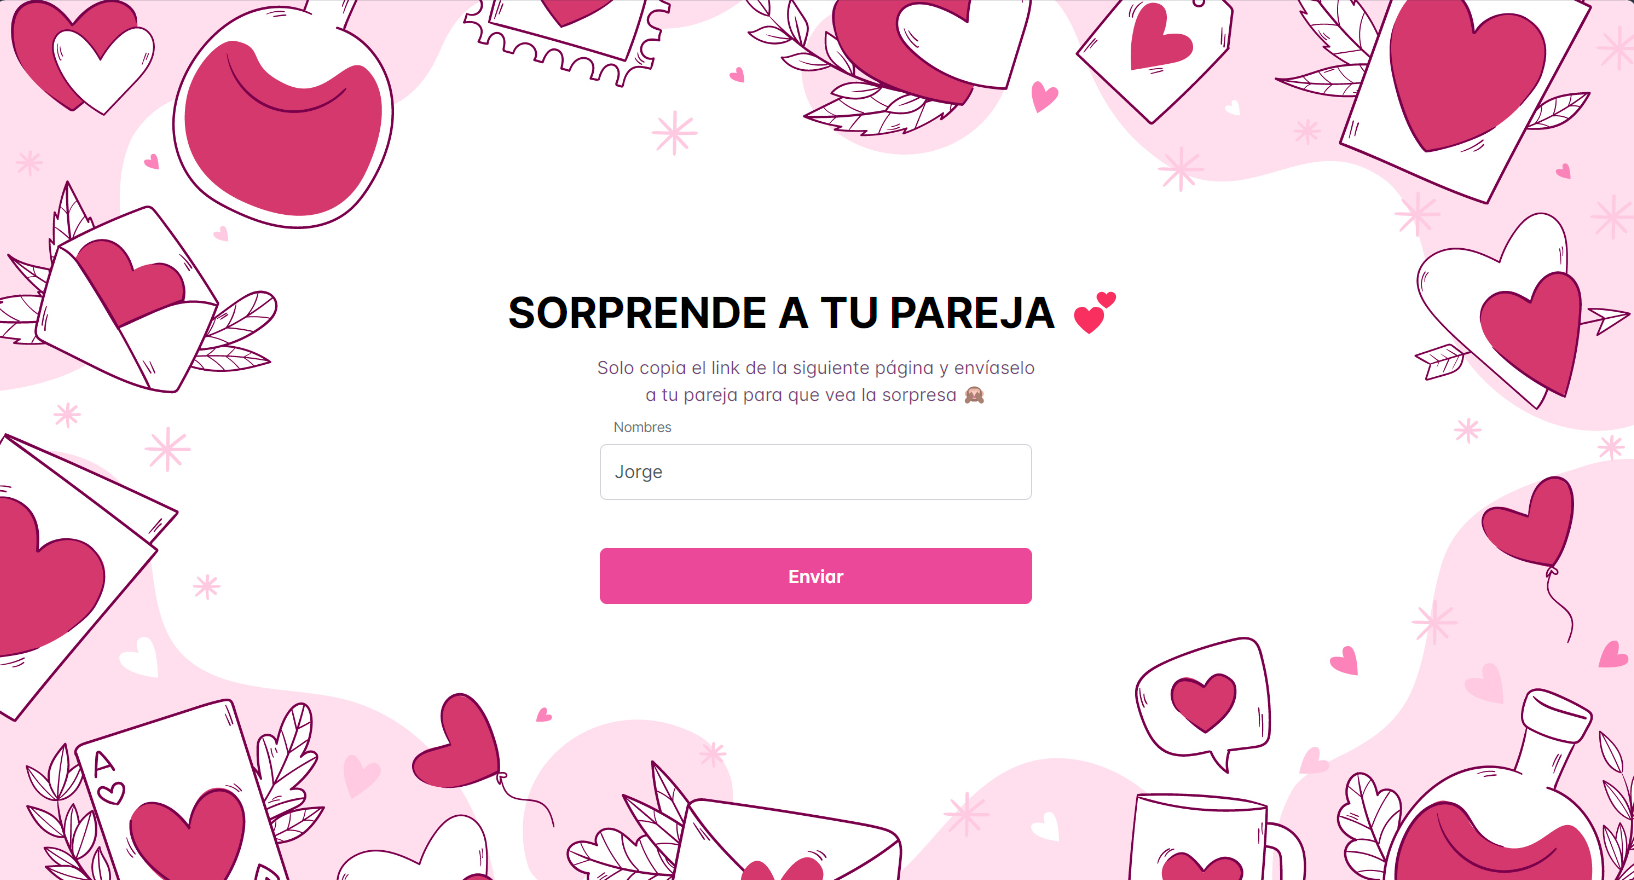 SORPRENDE A TU PAREJA 💕
Solo copia el link de la siguiente página y envíaselo
a tu pareja para que vea la sorpresa 🙊
Nombres
Jorge
Enviar
A